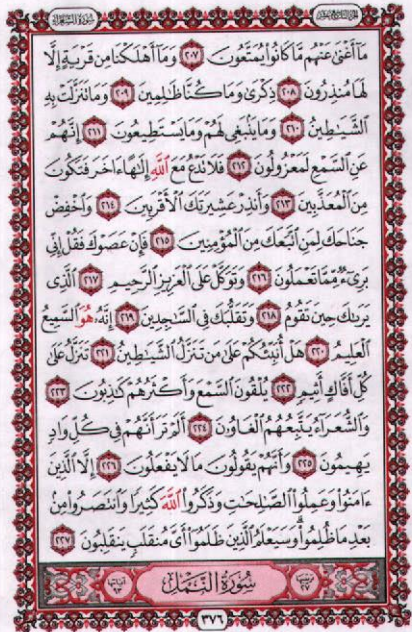 سورة الشعراء
الجزء التاسع عشر
مَآ أَغْنَىٰ عَنْهُم مَّا كَانُوا۟ يُمَتَّعُونَ ٢٠٧ وَمَآ أَهْلَكْنَا مِن قَرْيَةٍ إِلَّا
لَهَا مُنذِرُونَ ٢٠٨ ذِكْرَىٰ وَمَا كُنَّا ظَـٰلِمِينَ ٢٠٩ وَمَا تَنَزَّلَتْ بِهِ
ٱلشَّيَـٰطِينُ ٢١٠ وَمَا يَنۢبَغِى لَهُمْ وَمَا يَسْتَطِيعُونَ ٢١١ إِنَّهُمْ
عَنِ ٱلسَّمْعِ لَمَعْزُولُونَ ٢١٢ فَلَا تَدْعُ مَعَ ٱللَّهِ إِلَـٰهًا ءَاخَرَ فَتَكُونَ
مِنَ ٱلْمُعَذَّبِينَ ٢١٣ وَأَنذِرْ عَشِيرَتَكَ ٱلْأَقْرَبِينَ ٢١٤ وَٱخْفِضْ
جَنَاحَكَ لِمَنِ ٱتَّبَعَكَ مِنَ ٱلْمُؤْمِنِينَ ٢١٥ فَإِنْ عَصَوْكَ فَقُلْ إِنِّى
بَرِىٓءٌ مِّمَّا تَعْمَلُونَ ٢١٦ وَتَوَكَّلْ عَلَى ٱلْعَزِيزِ ٱلرَّحِيمِ ٢١٧ ٱلَّذِى
يَرَىٰكَ حِينَ تَقُومُ ٢١٨ وَتَقَلُّبَكَ فِى ٱلسَّـٰجِدِينَ ٢١٩ إِنَّهُۥ هُوَ ٱلسَّمِيعُ
ٱلْعَلِيمُ ٢٢٠ هَلْ أُنَبِّئُكُمْ عَلَىٰ مَن تَنَزَّلُ ٱلشَّيَـٰطِينُ ٢٢١ تَنَزَّلُ عَلَىٰ
كُلِّ أَفَّاكٍ أَثِيمٍ ٢٢٢ يُلْقُونَ ٱلسَّمْعَ وَأَكْثَرُهُمْ كَـٰذِبُونَ ٢٢٣
وَٱلشُّعَرَآءُ يَتَّبِعُهُمُ ٱلْغَاوُۥنَ ٢٢٤ أَلَمْ تَرَ أَنَّهُمْ فِى كُلِّ وَادٍ
يَهِيمُونَ ٢٢٥ وَأَنَّهُمْ يَقُولُونَ مَا لَا يَفْعَلُونَ ٢٢٦ إِلَّا ٱلَّذِينَ
ءَامَنُوا۟ وَعَمِلُوا۟ ٱلصَّـٰلِحَـٰتِ وَذَكَرُوا۟ ٱللَّهَ كَثِيرًا وَٱنتَصَرُوا۟ مِنۢ
بَعْدِ مَا ظُلِمُوا۟ ۗ وَسَيَعْلَمُ ٱلَّذِينَ ظَلَمُوٓا۟ أَىَّ مُنقَلَبٍ يَنقَلِبُونَ ٢٢٧
ترتيبها ٢٧ سُورَةُ النَّمْلِ آياتها ٩٣
٣٧٦